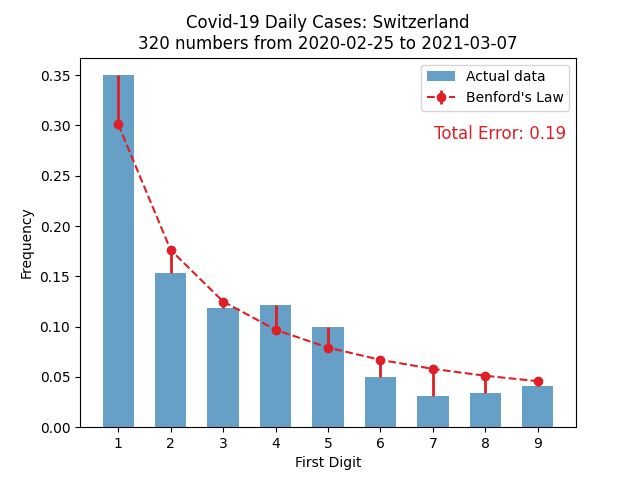 Covid-19 Daily Cases: Switzerland
320 numbers from 2020-02-25 to 2021-03-07
Actual data
Benford's Law
Total Error: 0.19
Frequency
0.35
0.30
0.25
0.20
0.15
0.10
0.05
0.00
1 2 3 4 5 6 7 8 9
First Digit